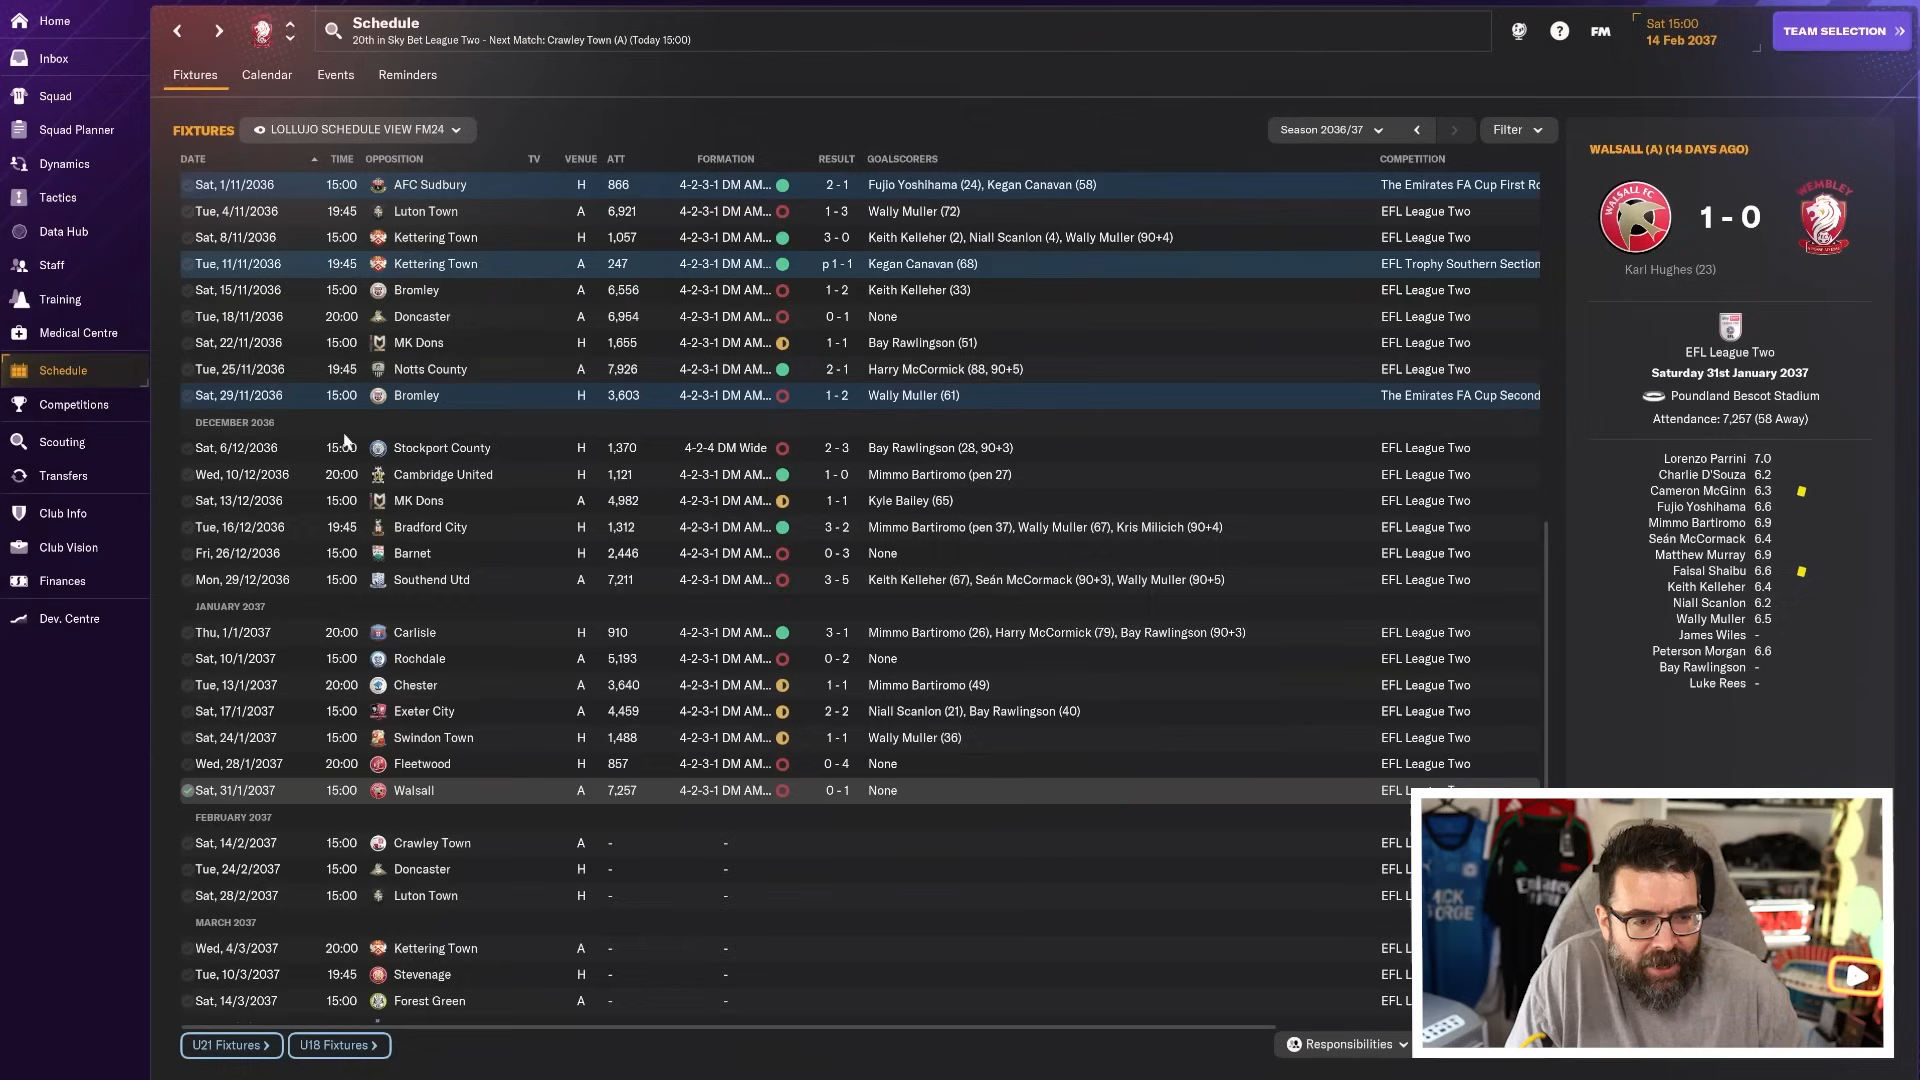 Home
Inbox
Squad
Squad Planner
Dynamics
Tactics
Data Hub
Staff
Training
Medical Centre
Schedule
Competitions
Scouting
Transfers
Club Info
Club Vision
Finances
Dev. Centre
Schedule
20th in Sky Bet League Two - Next Match: Crawley Town (A) (Today 15:00)
FM
Sat 15:00
14 Feb 2037
TEAM SELECTION
Fixtures Calendar Events Reminders
FIXTURES LOLLUJO SCHEDULE VIEW FM24 Season 2036/37 Filter
DATE TIME OPPOSITION TV VENUE ATT FORMATION RESULT GOALSCORERS COMPETITION
Sat, 1/11/2036 15:00 AFC Sudbury H 866 4-2-3-1 DM AM... 2 - 1 Fujio Yoshihama (24), Kegan Canavan (58) The Emirates FA Cup First Ro
Tue, 4/11/2036 19:45 Luton Town A 6,921 4-2-3-1 DM AM... 1 - 3 Wally Muller (72) EFL League Two
Sat, 8/11/2036 15:00 Kettering Town H 1,057 4-2-3-1 DM AM... 3 - 0 Keith Kelleher (2), Niall Scanlon (4), Wally Muller (90+4) EFL League Two
Tue, 11/11/2036 19:45 Kettering Town A 247 4-2-3-1 DM AM... p 1 - 1 Kegan Canavan (68) EFL Trophy Southern Section
Sat, 15/11/2036 15:00 Bromley A 6,556 4-2-3-1 DM AM... 1 - 2 Keith Kelleher (33) EFL League Two
Tue, 18/11/2036 20:00 Doncaster A 6,954 4-2-3-1 DM AM... 0 - 1 None EFL League Two
Sat, 22/11/2036 15:00 MK Dons H 1,655 4-2-3-1 DM AM... 1 - 1 Bay Rawlingson (51) EFL League Two
Tue, 25/11/2036 19:45 Notts County A 7,926 4-2-3-1 DM AM... 2 - 1 Harry McCormick (88, 90+5) EFL League Two
Sat, 29/11/2036 15:00 Bromley H 3,603 4-2-3-1 DM AM... 1 - 2 Wally Muller (61) The Emirates FA Cup Second
DECEMBER 2036
Sat, 6/12/2036 15:00 Stockport County H 1,370 4-2-4 DM Wide 2 - 3 Bay Rawlingson (28, 90+3) EFL League Two
Wed, 10/12/2036 20:00 Cambridge United H 1,121 4-2-3-1 DM AM... 1 - 0 Mimmo Bartiromo (pen 27) EFL League Two
Sat, 13/12/2036 15:00 MK Dons A 4,982 4-2-3-1 DM AM... 1 - 1 Kyle Bailey (65) EFL League Two
Tue, 16/12/2036 19:45 Bradford City H 1,312 4-2-3-1 DM AM... 3 - 2 Mimmo Bartiromo (pen 37), Wally Muller (67), Kris Milicich (90+4) EFL League Two
Fri, 26/12/2036 15:00 Barnet H 2,446 4-2-3-1 DM AM... 0 - 3 None EFL League Two
Mon, 29/12/2036 15:00 Southend Utd A 7,211 4-2-3-1 DM AM... 3 - 5 Keith Kelleher (67), Seán McCormack (90+3), Wally Muller (90+5) EFL League Two
JANUARY 2037
Thu, 1/1/2037 20:00 Carlisle H 910 4-2-3-1 DM AM... 3 - 1 Mimmo Bartiromo (26), Harry McCormick (79), Bay Rawlingson (90+3) EFL League Two
Sat, 10/1/2037 15:00 Rochdale A 5,193 4-2-3-1 DM AM... 0 - 2 None EFL League Two
Tue, 13/1/2037 20:00 Chester A 3,640 4-2-3-1 DM AM... 1 - 1 Mimmo Bartiromo (49) EFL League Two
Sat, 17/1/2037 15:00 Exeter City A 4,459 4-2-3-1 DM AM... 2 - 2 Niall Scanlon (21), Bay Rawlingson (40) EFL League Two
Sat, 24/1/2037 15:00 Swindon Town H 1,488 4-2-3-1 DM AM... 1 - 1 Wally Muller (36) EFL League Two
Wed, 28/1/2037 20:00 Fleetwood H 857 4-2-3-1 DM AM... 0 - 4 None EFL League Two
Sat, 31/1/2037 15:00 Walsall A 7,257 4-2-3-1 DM AM... 0 - 1 None EFL
FEBRUARY 2037
Sat, 14/2/2037 15:00 Crawley Town A - - EFL L
Tue, 24/2/2037 15:00 Doncaster H - - EFL L
Sat, 28/2/2037 15:00 Luton Town H - - EFL L
MARCH 2037
Wed, 4/3/2037 20:00 Kettering Town A - - EFL L
Tue, 10/3/2037 19:45 Stevenage H - - EFL L
Sat, 14/3/2037 15:00 Forest Green A - - EFL L
U21 Fixtures U18 Fixtures Responsibilities
WALSALL (A) (14 DAYS AGO)
WALSALL FC
1 - 0
WEMBLEY
Karl Hughes (23)
EFL League Two
Saturday 31st January 2037
Poundland Bescot Stadium
Attendance: 7,257 (58 Away)
Lorenzo Parrini 7.0
Charlie D'Souza 6.2
Cameron McGinn 6.3
Fujio Yoshihama 6.6
Mimmo Bartiromo 6.9
Seán McCormack 6.4
Matthew Murray 6.9
Faisal Shaibu 6.6
Keith Kelleher 6.4
Niall Scanlon 6.2
Wally Muller 6.5
James Wiles -
Peterson Morgan 6.6
Bay Rawlingson -
Luke Rees -